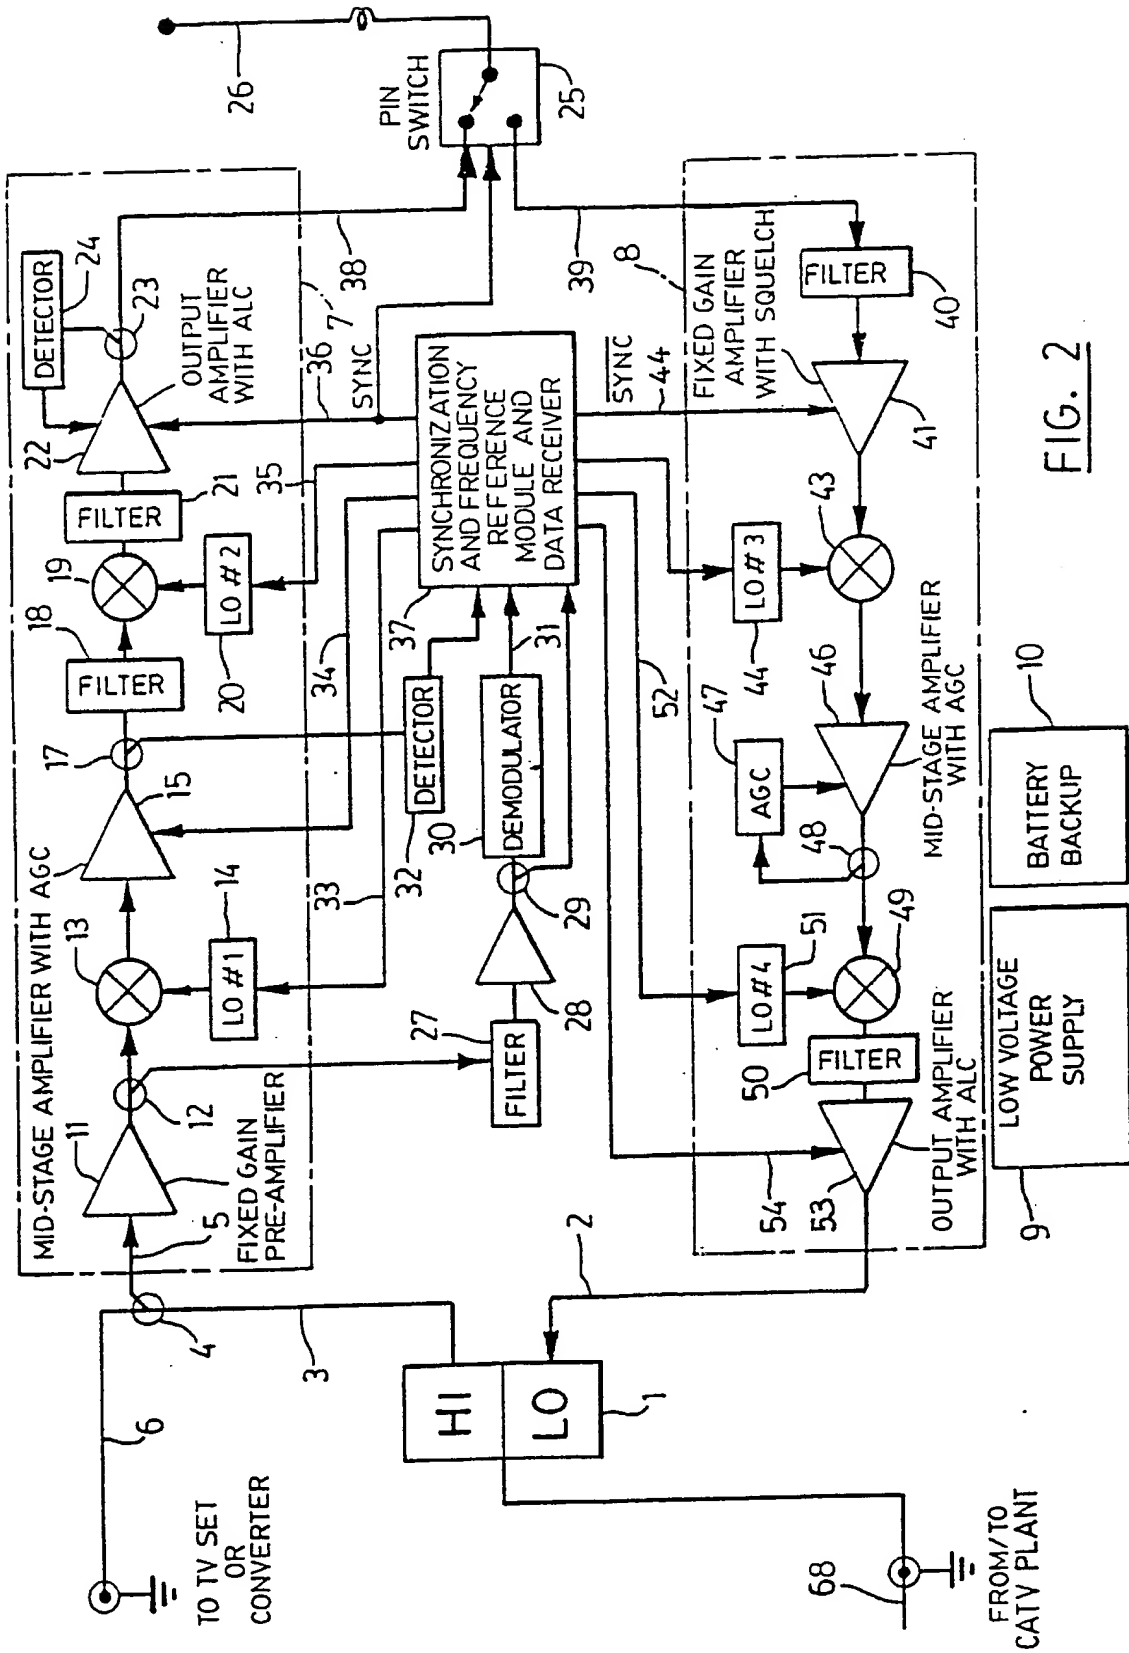 26
PIN
SWITCH
25
DETECTOR
24
23
OUTPUT
AMPLIFIER
WITH ALC
22
7
38
39
36
SYNC
35
21
FILTER
19
LO #2
20
18
FILTER
17
15
34
33
MID-STAGE AMPLIFIER WITH AGC
13
14
LO #1
12
11
FIXED GAIN
PRE-AMPLIFIER
5
4
3
6
TO TV SET
OR
CONVERTER
SYNCHRONIZATION
AND FREQUENCY
REFERENCE
MODULE AND
DATA RECEIVER
37
31
DETECTOR
32
DEMODULATOR
30
29
28
27
FILTER
SYNC
44
8
FIXED GAIN
AMPLIFIER
WITH SQUELCH
FILTER
40
41
43
LO #3
44
52
MID-STAGE AMPLIFIER
WITH AGC
46
47
AGC
48
49
LO #4
51
FILTER
50
OUTPUT AMPLIFIER
WITH ALC
53
54
2
HI
LO
1
68
FROM/TO
CATV PLANT
BATTERY
BACKUP
10
LOW VOLTAGE
POWER
SUPPLY
9
FIG. 2